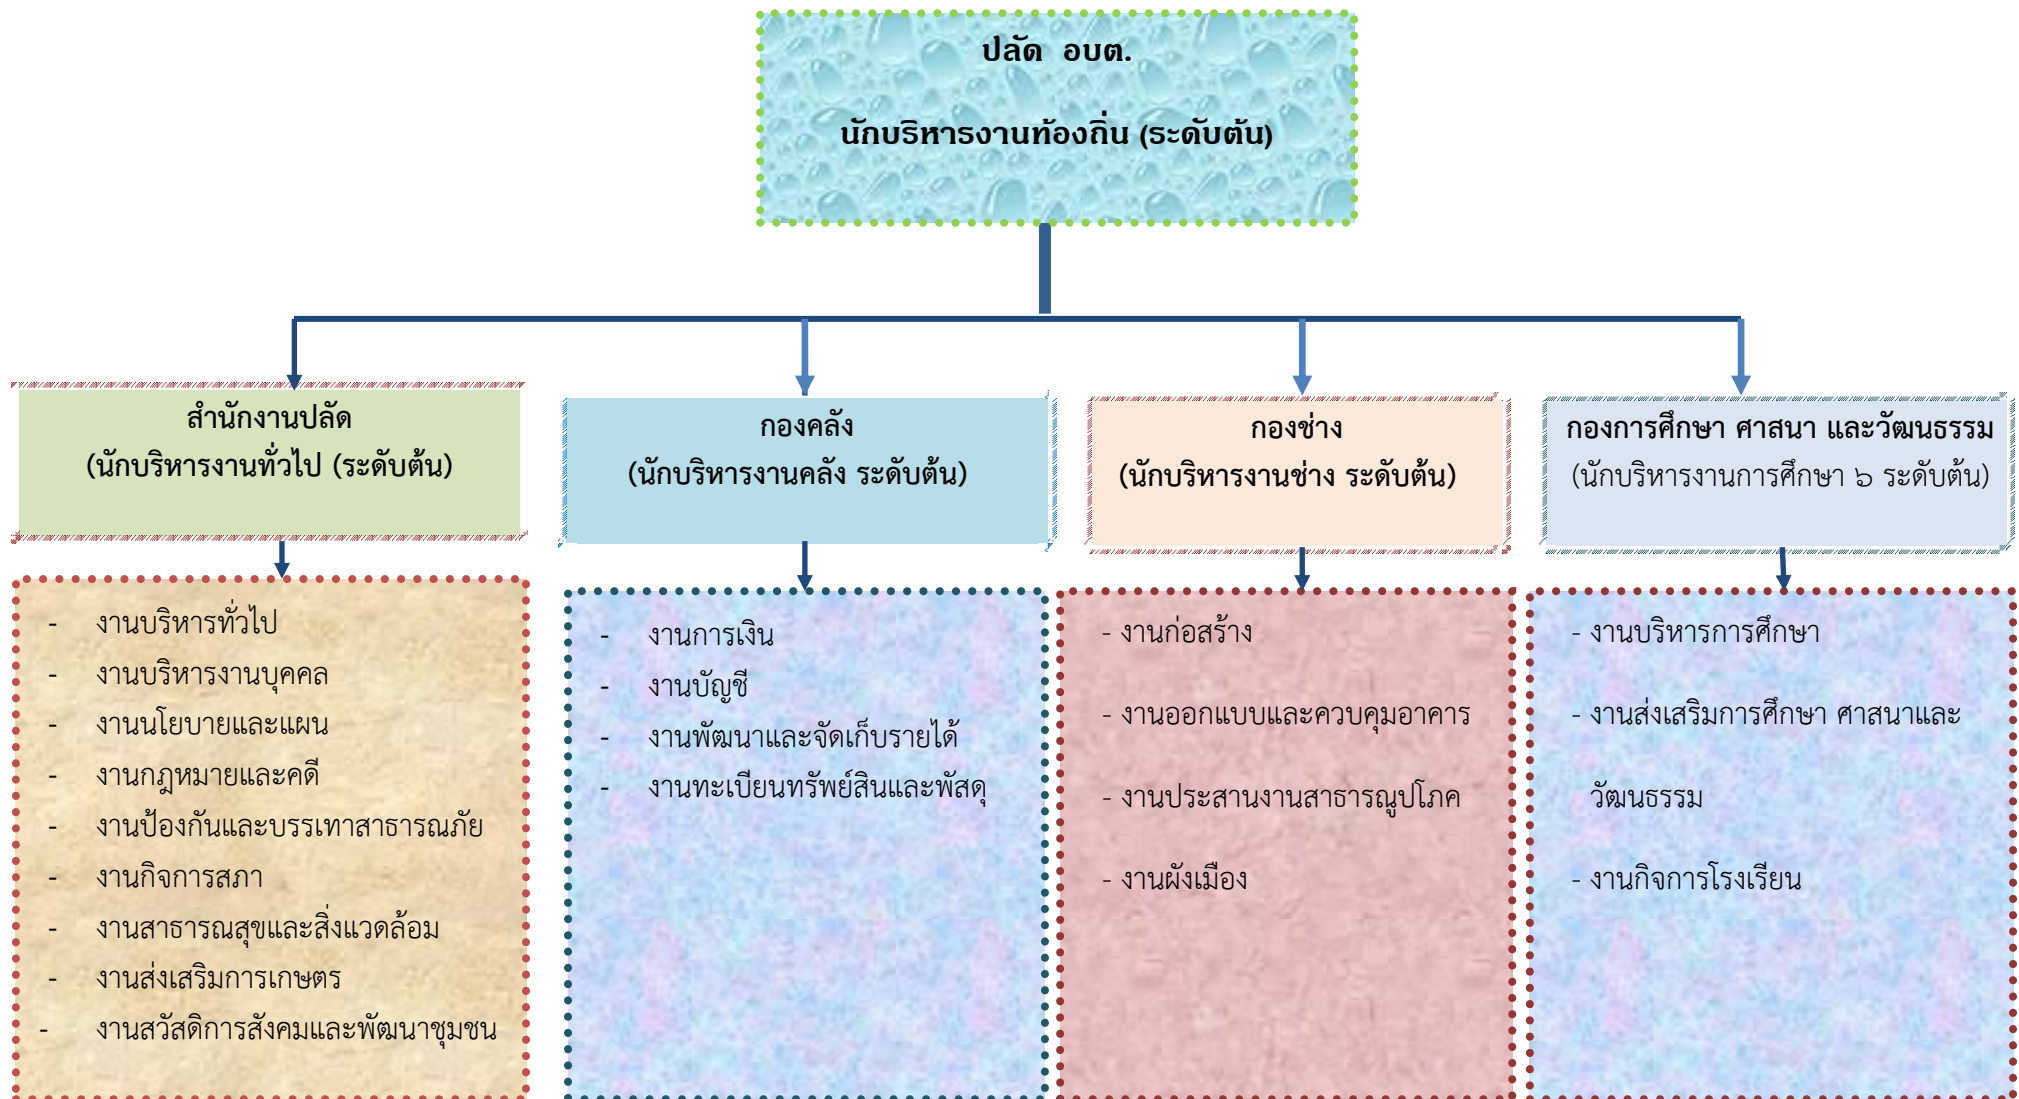 ปลัด อบต.
นักบริหารงานท้องถิ่น (ระดับต้น)
สำนักงานปลัด
(นักบริหารงานทั่วไป (ระดับต้น)
กองคลัง
(นักบริหารงานคลัง ระดับต้น)
กองช่าง
(นักบริหารงานช่าง ระดับต้น)
กองการศึกษา ศาสนา และวัฒนธรรม
(นักบริหารงานการศึกษา ๖ ระดับต้น)
- งานบริหารทั่วไป
- งานบริหารงานบุคคล
- งานนโยบายและแผน
- งานกฎหมายและคดี
- งานป้องกันและบรรเทาสาธารณภัย
- งานกิจการสภา
- งานสาธารณสุขและสิ่งแวดล้อม
- งานส่งเสริมการเกษตร
- งานสวัสดิการสังคมและพัฒนาชุมชน
- งานการเงิน
- งานบัญชี
- งานพัฒนาและจัดเก็บรายได้
- งานทะเบียนทรัพย์สินและพัสดุ
- งานก่อสร้าง
- งานออกแบบและควบคุมอาคาร
- งานประสานงานสาธารณูปโภค
- งานผังเมือง
- งานบริหารการศึกษา
- งานส่งเสริมการศึกษา ศาสนาและ
วัฒนธรรม
- งานกิจการโรงเรียน